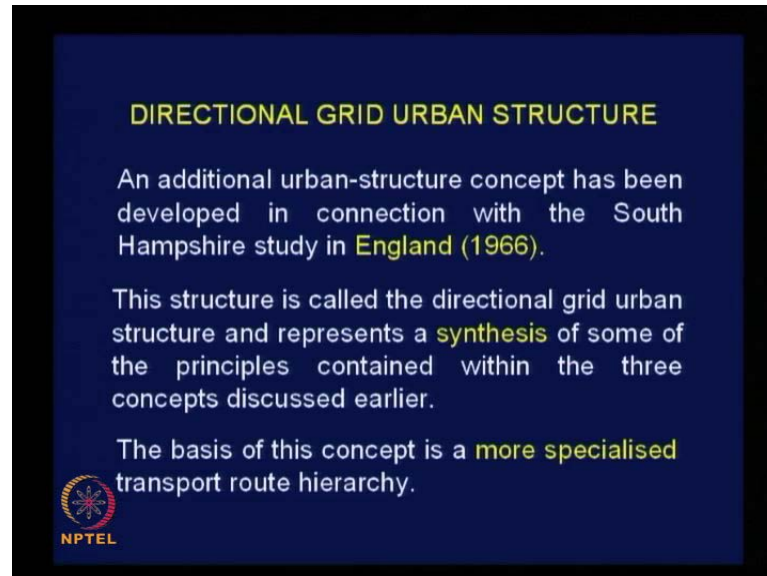 DIRECTIONAL GRID URBAN STRUCTURE
An additional urban-structure concept has been
developed in connection with the South
Hampshire study in England (1966).
This structure is called the directional grid urban
structure and represents a synthesis of some of
the principles contained within the three
concepts discussed earlier.
The basis of this concept is a more specialised
transport route hierarchy.
NPTEL